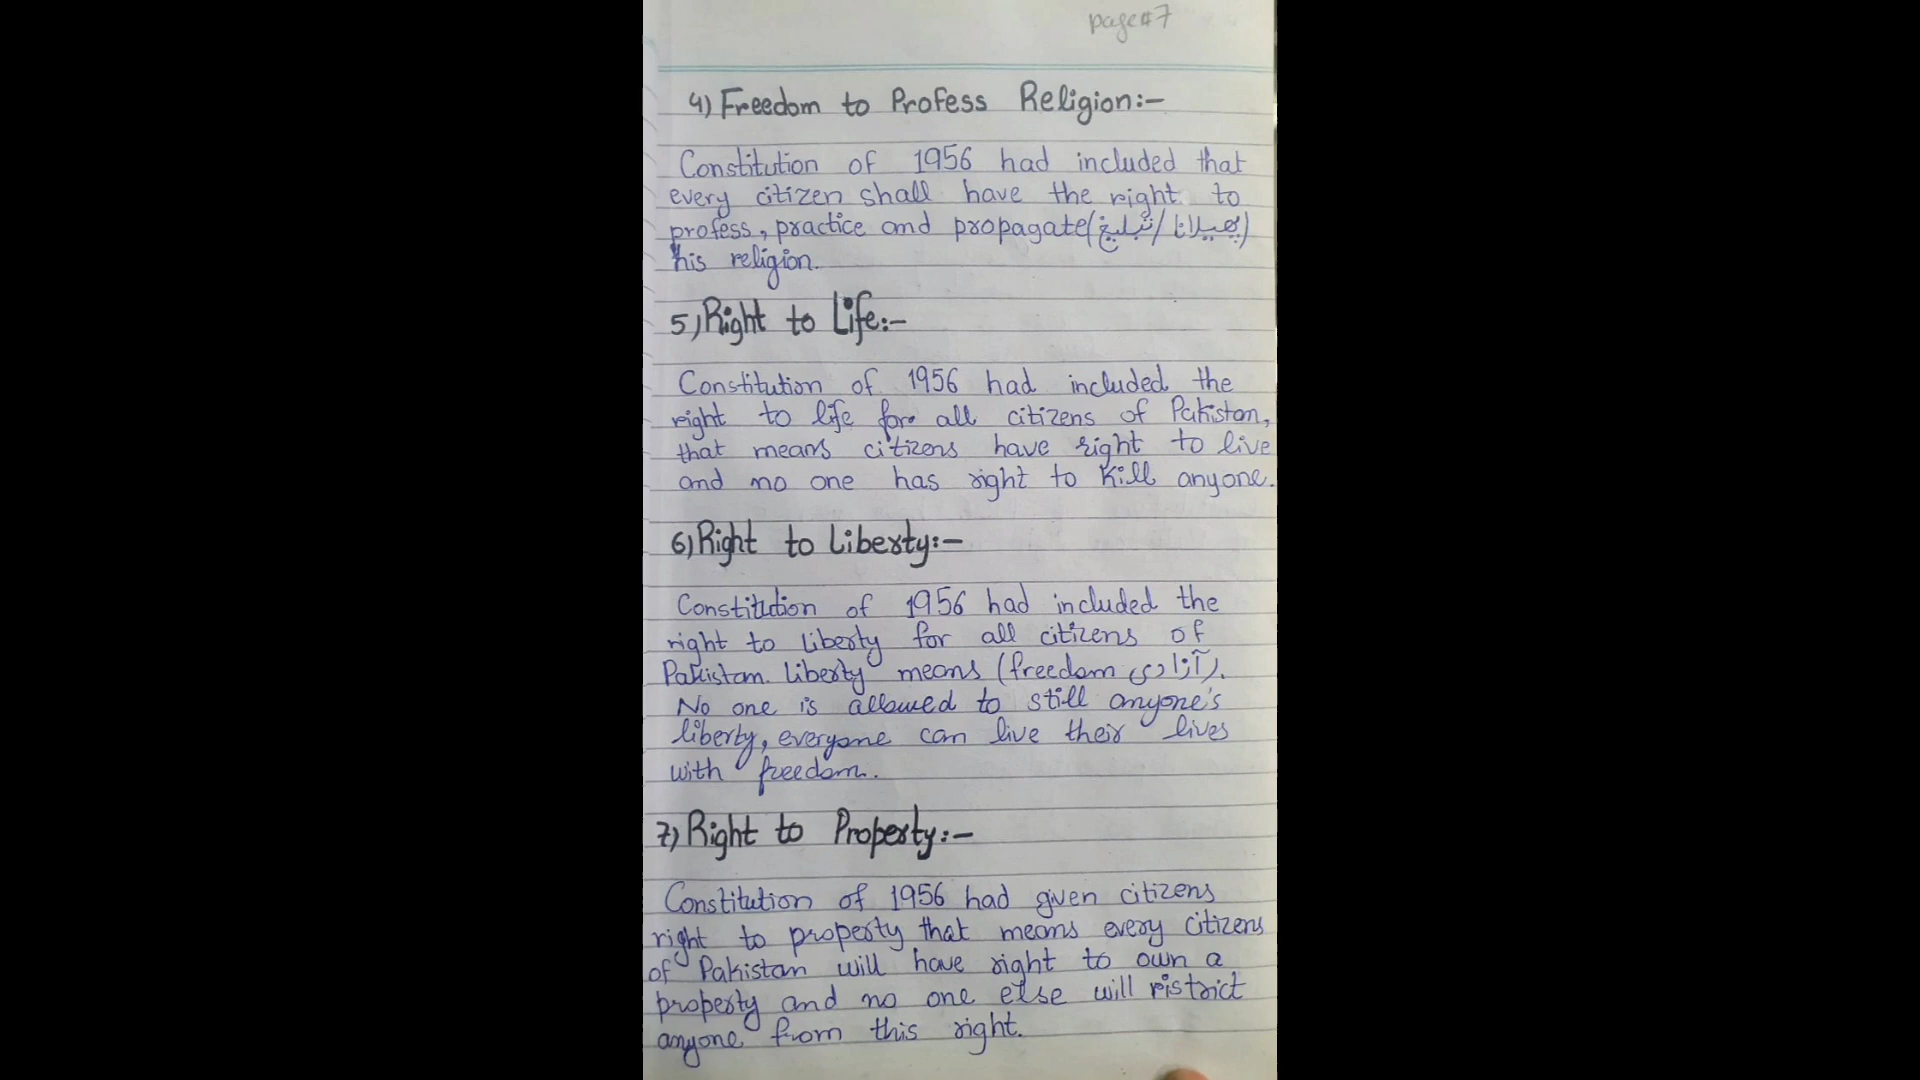 page#7
4) Freedom to Profess Religion:-
Constitution of 1956 had included that
every citizen shall have the right to
profess, practice and propagate(پھیلانا/تبلیغ)
his religion.
5) Right to Life:-
Constitution of 1956 had included the
right to life for all citizens of Pakistan,
that means citizens have right to live
and no one has right to kill anyone.
6) Right to Liberty:-
Constitution of 1956 had included the
right to liberty for all citizens of
Pakistan. liberty means (freedom آزادی).
No one is allowed to still anyone's
liberty, everyone can live their lives
with freedom.
7) Right to Property:-
Constitution of 1956 had given citizens
right to property that means every citizens
of Pakistan will have right to own a
property and no one else will ristrict
anyone from this right.